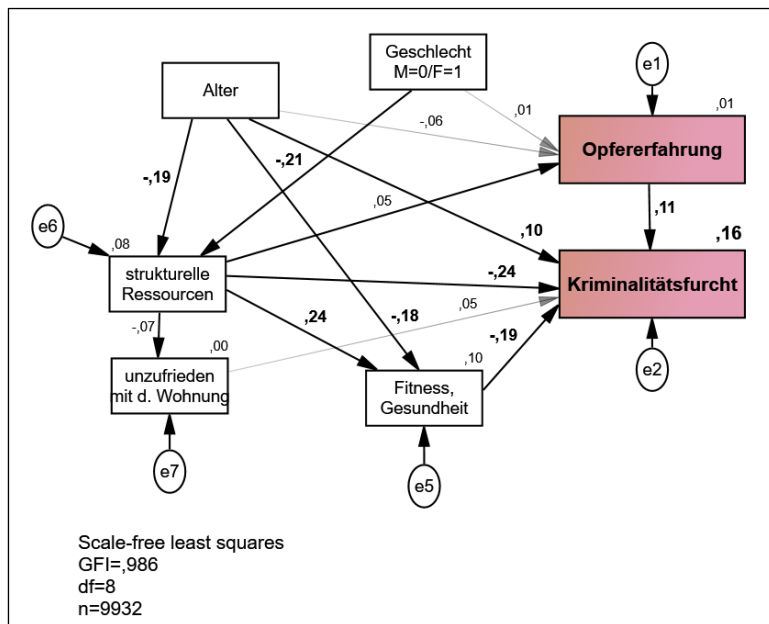 Geschlecht
M=0/F=1
e1
Alter
,01
,01
-,06
Opfererfahrung
-,19
-,21
,05
,11
e6
,08
,10
,16
strukturelle
Ressourcen
-,24
Kriminalitätsfurcht
-,07
,24
-,18
,05
-,19
,00
,10
unzufrieden
mit d. Wohnung
Fitness,
Gesundheit
e2
e7
e5
Scale-free least squares
GFI=,986
df=8
n=9932